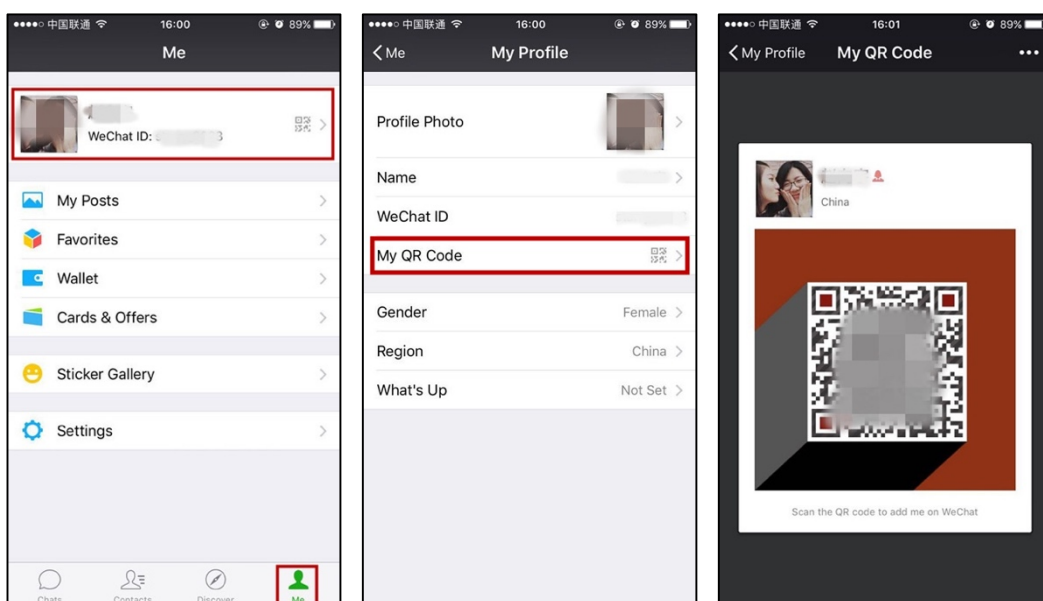 中国联通
16:00
89%
Me
WeChat ID:
My Posts
Favorites
Wallet
Cards & Offers
Sticker Gallery
Settings
Chats
Contacts
Discover
Me
中国联通
16:00
89%
Me
My Profile
Profile Photo
Name
WeChat ID
My QR Code
Gender
Female
Region
China
What's Up
Not Set
中国联通
16:01
89%
My Profile
My QR Code
China
Scan the QR code to add me on WeChat